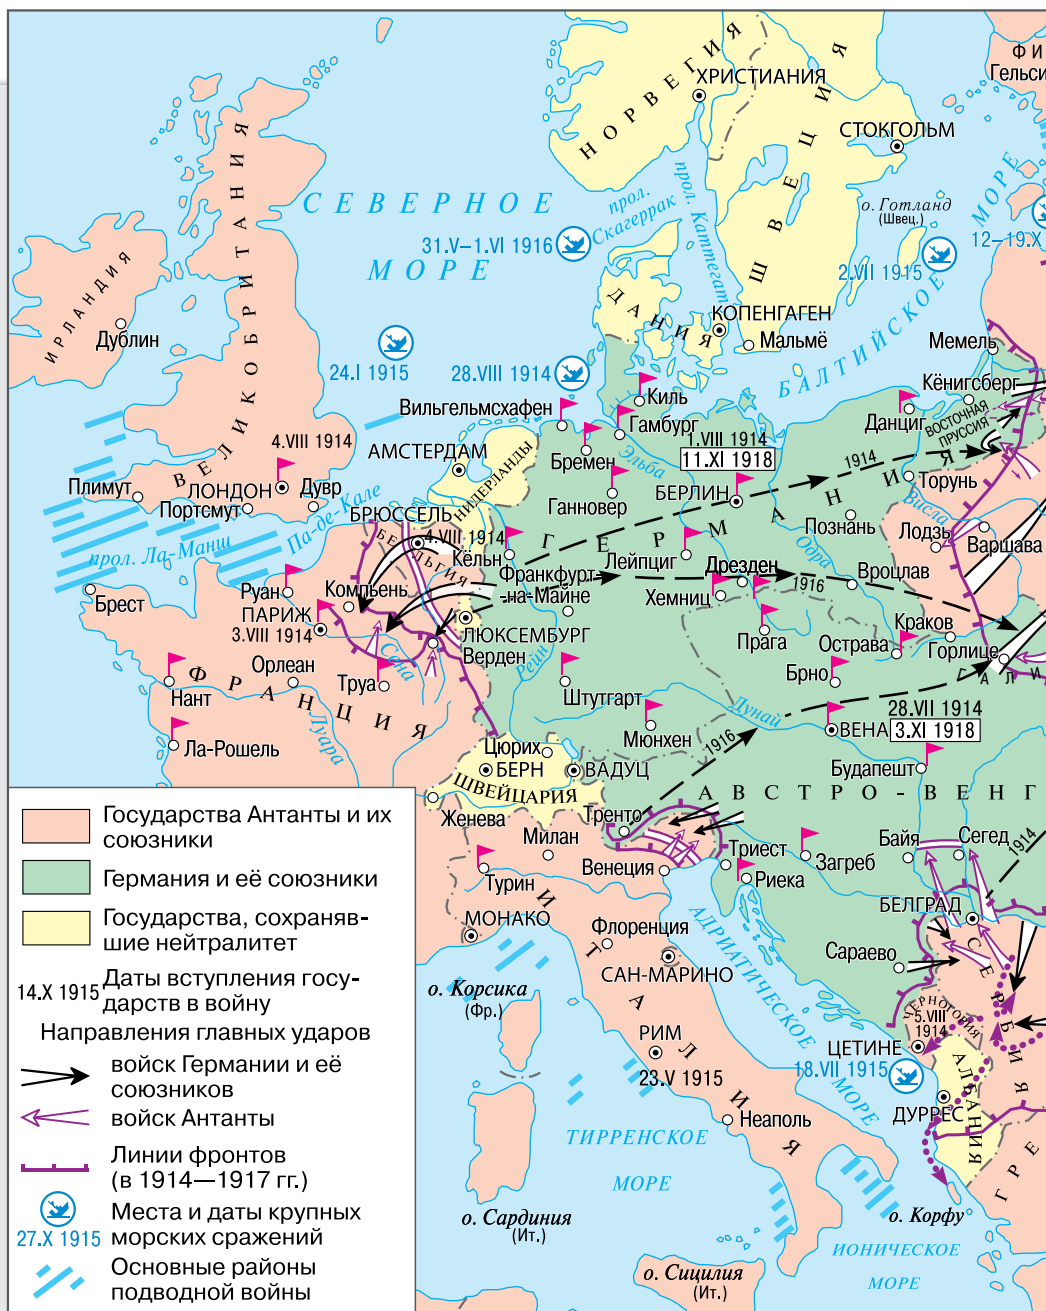 НОРВЕГИЯ
ХРИСТИАНИЯ
ШВЕЦИЯ
СТОКГОЛЬМ
ФИ
Гельси
СЕВЕРНОЕ
МОРЕ
прол.
Скагеррак
прол. Каттегат
о. Готланд
(Швец.)
МОРЕ
БАЛТИЙСКОЕ
31.V–1.VI 1916
2.VII 1915
12–19.X
ВЕЛИКОБРИТАНИЯ
ИРЛАНДИЯ
Дублин
ДАНИЯ
КОПЕНГАГЕН
Мальмё
Мемель
24.I 1915
28.VIII 1914
Кёнигсберг
ВОСТОЧНАЯ
ПРУССИЯ
Вильгельмсхафен
Киль
Гамбург
Данциг
4.VIII 1914
АМСТЕРДАМ
НИДЕРЛАНДЫ
Бремен
Эльба
1.VIII 1914
11.XI 1918
1914
Плимут
ЛОНДОН
Дувр
Портсмут
Па-де-Кале
Ганновер
БЕРЛИН
Торунь
Висла
БРЮССЕЛЬ
4.VIII 1914
БЕЛЬГИЯ
ГЕРМАНИЯ
Познань
Лодзь
Варшава
прол. Ла-Манш
Кёльн
Лейпциг
Дрезден
Одра
Вроцлав
Брест
Руан
Компьень
Франкфурт-
-на-Майне
Хемниц
1916
ПАРИЖ
3.VIII 1914
ЛЮКСЕМБУРГ
Верден
Прага
Острава
Краков
Горлице
ГАЛИ
Орлеан
Сена
Труа
Рейн
Брно
Нант
ФРАНЦИЯ
Штутгарт
Дунай
28.VII 1914
3.XI 1918
Ла-Рошель
Луара
Мюнхен
1916
ВЕНА
Цюрих
БЕРН
ВАДУЦ
Будапешт
ШВЕЙЦАРИЯ
АВСТРО-ВЕНГ
Женева
Тренто
1914
Милан
Венеция
Триест
Загреб
Байя
Сегед
Турин
Риека
МОНАКО
Флоренция
БЕЛГРАД
САН-МАРИНО
АДРИАТИЧЕСКОЕ
МОРЕ
Сараево
СЕРБИЯ
о. Корсика
(Фр.)
ИТАЛИЯ
ЧЕРНОГОРИЯ
5.VIII
1914
РИМ
23.V 1915
ЦЕТИНЕ
18.VII 1915
АЛБАНИЯ
ДУРРЕС
Неаполь
ТИРРЕНСКОЕ
МОРЕ
ГРЕ
о. Сардиния
(Ит.)
о. Корфу
ИОНИЧЕСКОЕ
МОРЕ
о. Сицилия
(Ит.)
Государства Антанты и их
союзники
Германия и её союзники
Государства, сохраняв-
шие нейтралитет
14.X 1915 Даты вступления госу-
дарств в войну
Направления главных ударов
войск Германии и её
союзников
войск Антанты
Линии фронтов
(в 1914—1917 гг.)
27.X 1915 Места и даты крупных
морских сражений
Основные районы
подводной войны